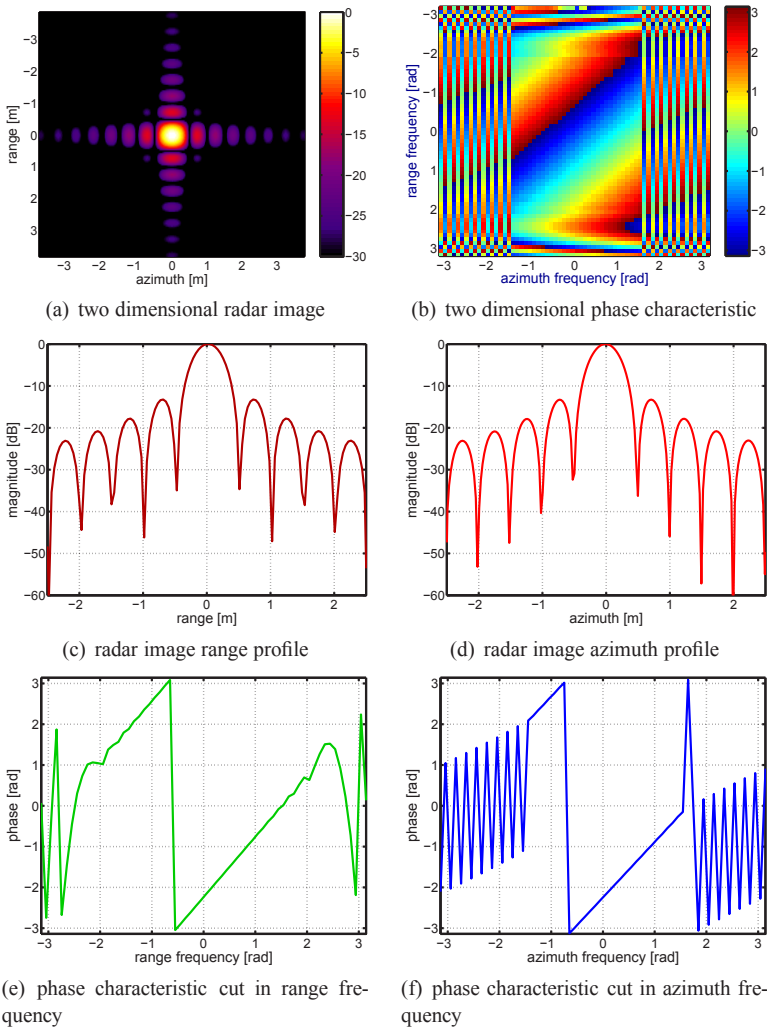 −3
−2
−1
0
1
2
3
range [m]
−3 −2 −1 0 1 2 3
azimuth [m]
0
−5
−10
−15
−20
−25
−30
(a) two dimensional radar image
−3
−2
−1
0
1
2
3
range frequency [rad]
−3 −2 −1 0 1 2 3
azimuth frequency [rad]
3
2
1
0
−1
−2
−3
(b) two dimensional phase characteristic
0
−10
−20
−30
−40
−50
−60
magnitude [dB]
−2 −1 0 1 2
range [m]
(c) radar image range profile
0
−10
−20
−30
−40
−50
−60
magnitude [dB]
−2 −1 0 1 2
azimuth [m]
(d) radar image azimuth profile
3
2
1
0
−1
−2
−3
phase [rad]
−3 −2 −1 0 1 2 3
range frequency [rad]
(e) phase characteristic cut in range fre-
quency
3
2
1
0
−1
−2
−3
phase [rad]
−3 −2 −1 0 1 2 3
azimuth frequency [rad]
(f) phase characteristic cut in azimuth fre-
quency